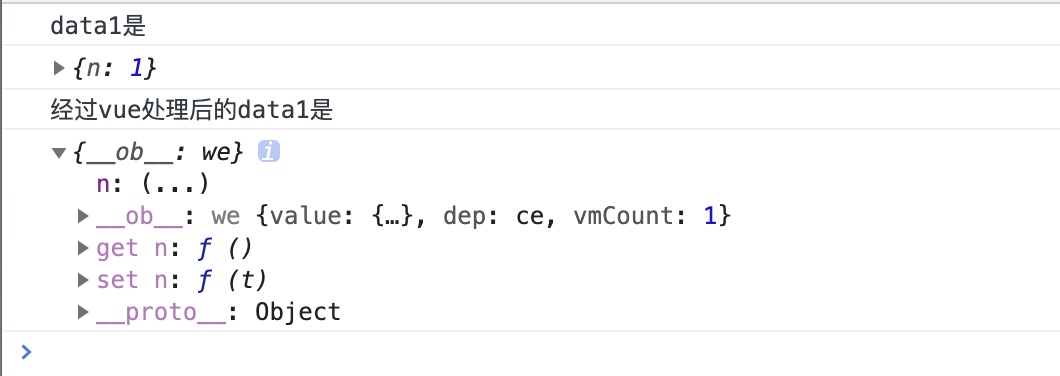 data1是
▶{n: 1}
经过vue处理后的data1是
▼{__ob__: we} i
n: (...)
▶__ob__: we {value: {…}, dep: ce, vmCount: 1}
▶get n: ƒ ()
▶set n: ƒ (t)
▶__proto__: Object
>